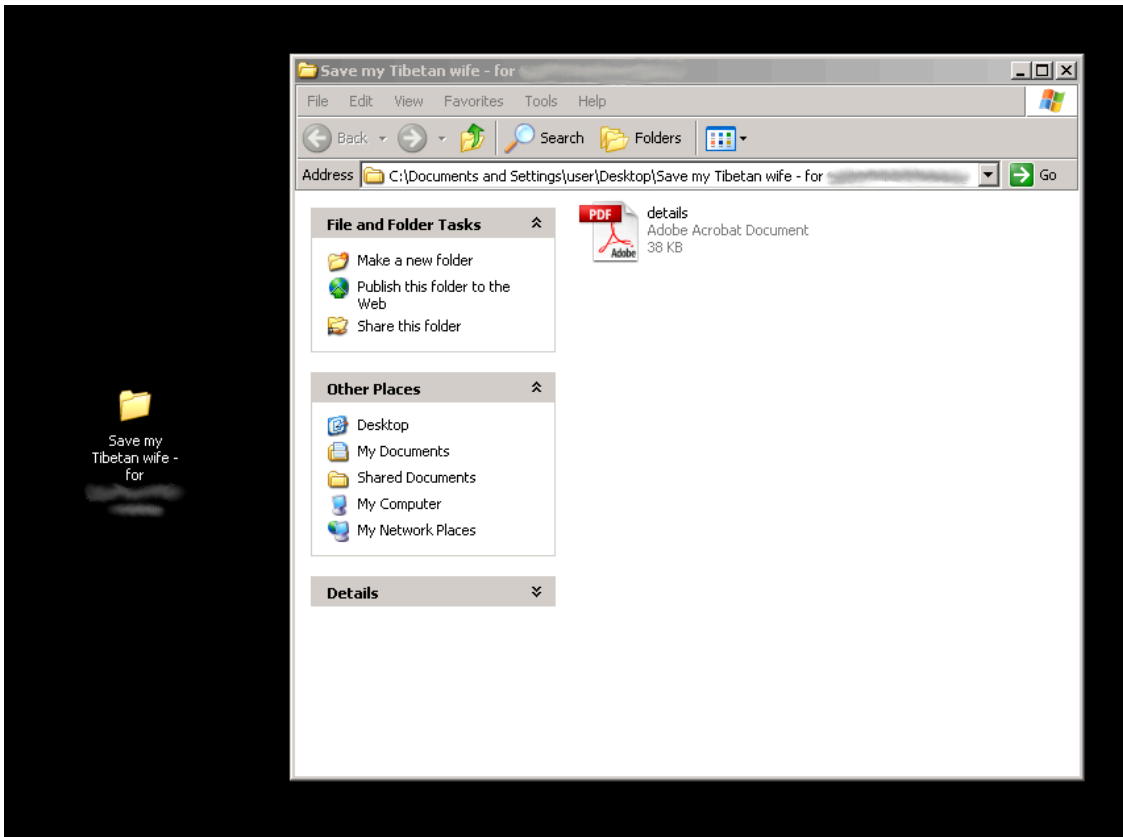 Save my Tibetan wife - for
File Edit View Favorites Tools Help
Back Search Folders
Address C:\Documents and Settings\user\Desktop\Save my Tibetan wife - for Go
File and Folder Tasks
Make a new folder
Publish this folder to the
Web
Share this folder
Other Places
Desktop
My Documents
Shared Documents
My Computer
My Network Places
Details
PDF
Adobe
details
Adobe Acrobat Document
38 KB
Save my
Tibetan wife -
for